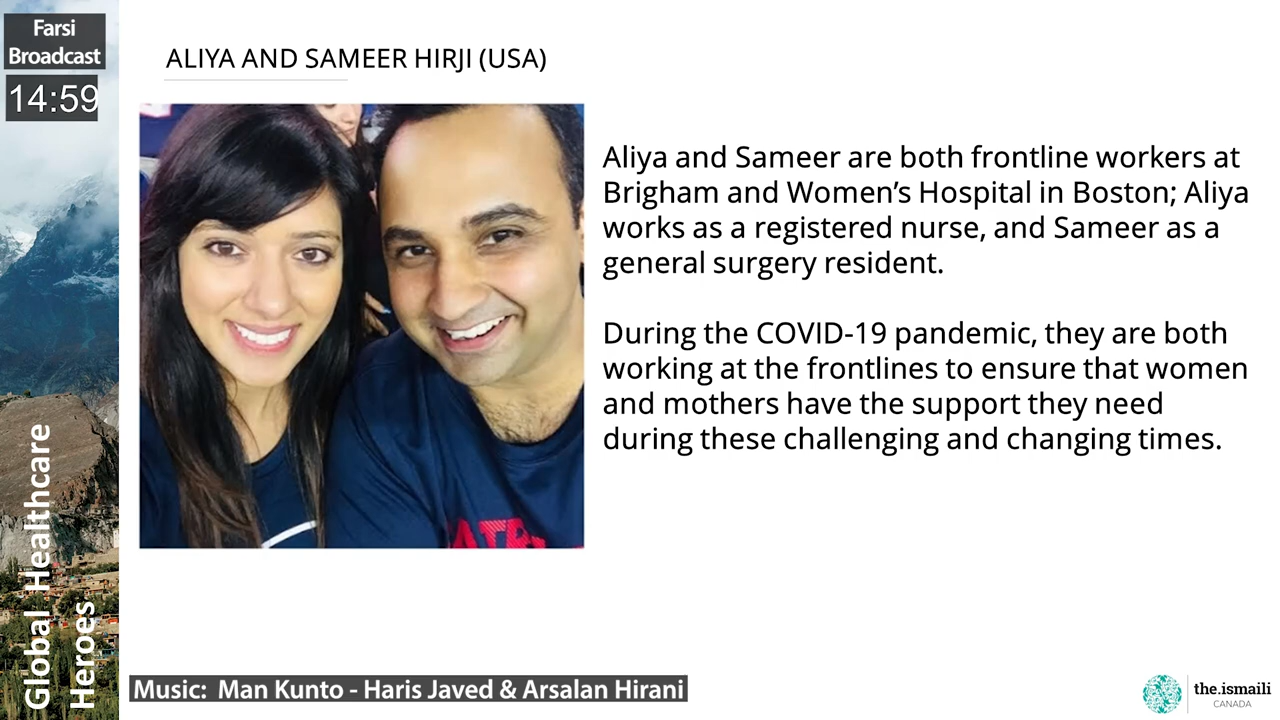 Farsi
Broadcast
14:59
ALIYA AND SAMEER HIRJI (USA)
Aliya and Sameer are both frontline workers at
Brigham and Women’s Hospital in Boston; Aliya
works as a registered nurse, and Sameer as a
general surgery resident.
During the COVID-19 pandemic, they are both
working at the frontlines to ensure that women
and mothers have the support they need
during these challenging and changing times.
Global Healthcare
Heroes
Music: Man Kunto - Haris Javed & Arsalan Hirani
the.ismaili
CANADA